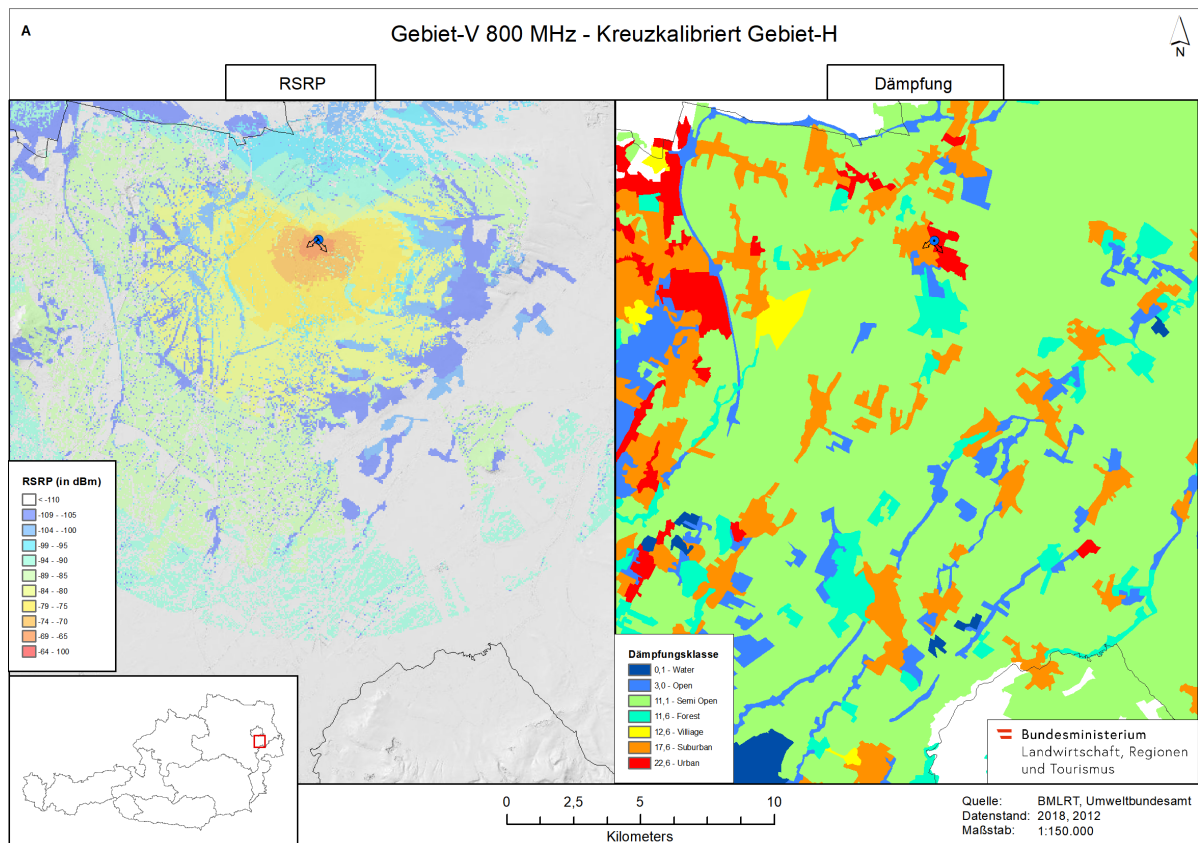 A
Gebiet-V 800 MHz - Kreuzkalibriert Gebiet-H
N
RSRP
Dämpfung
RSRP (in dBm)
< -110
-109 - -105
-104 - -100
-99 - -95
-94 - -90
-89 - -85
-84 - -80
-79 - -75
-74 - -70
-69 - -65
-64 - 100
Dämpfungsklasse
0,1 - Water
3,0 - Open
11,1 - Semi Open
11,6 - Forest
12,6 - Villiage
17,6 - Suburban
22,6 - Urban
Bundesministerium
Landwirtschaft, Regionen
und Tourismus
0 2,5 5 10
Kilometers
Quelle: BMLRT, Umweltbundesamt
Datenstand: 2018, 2012
Maßstab: 1:150.000